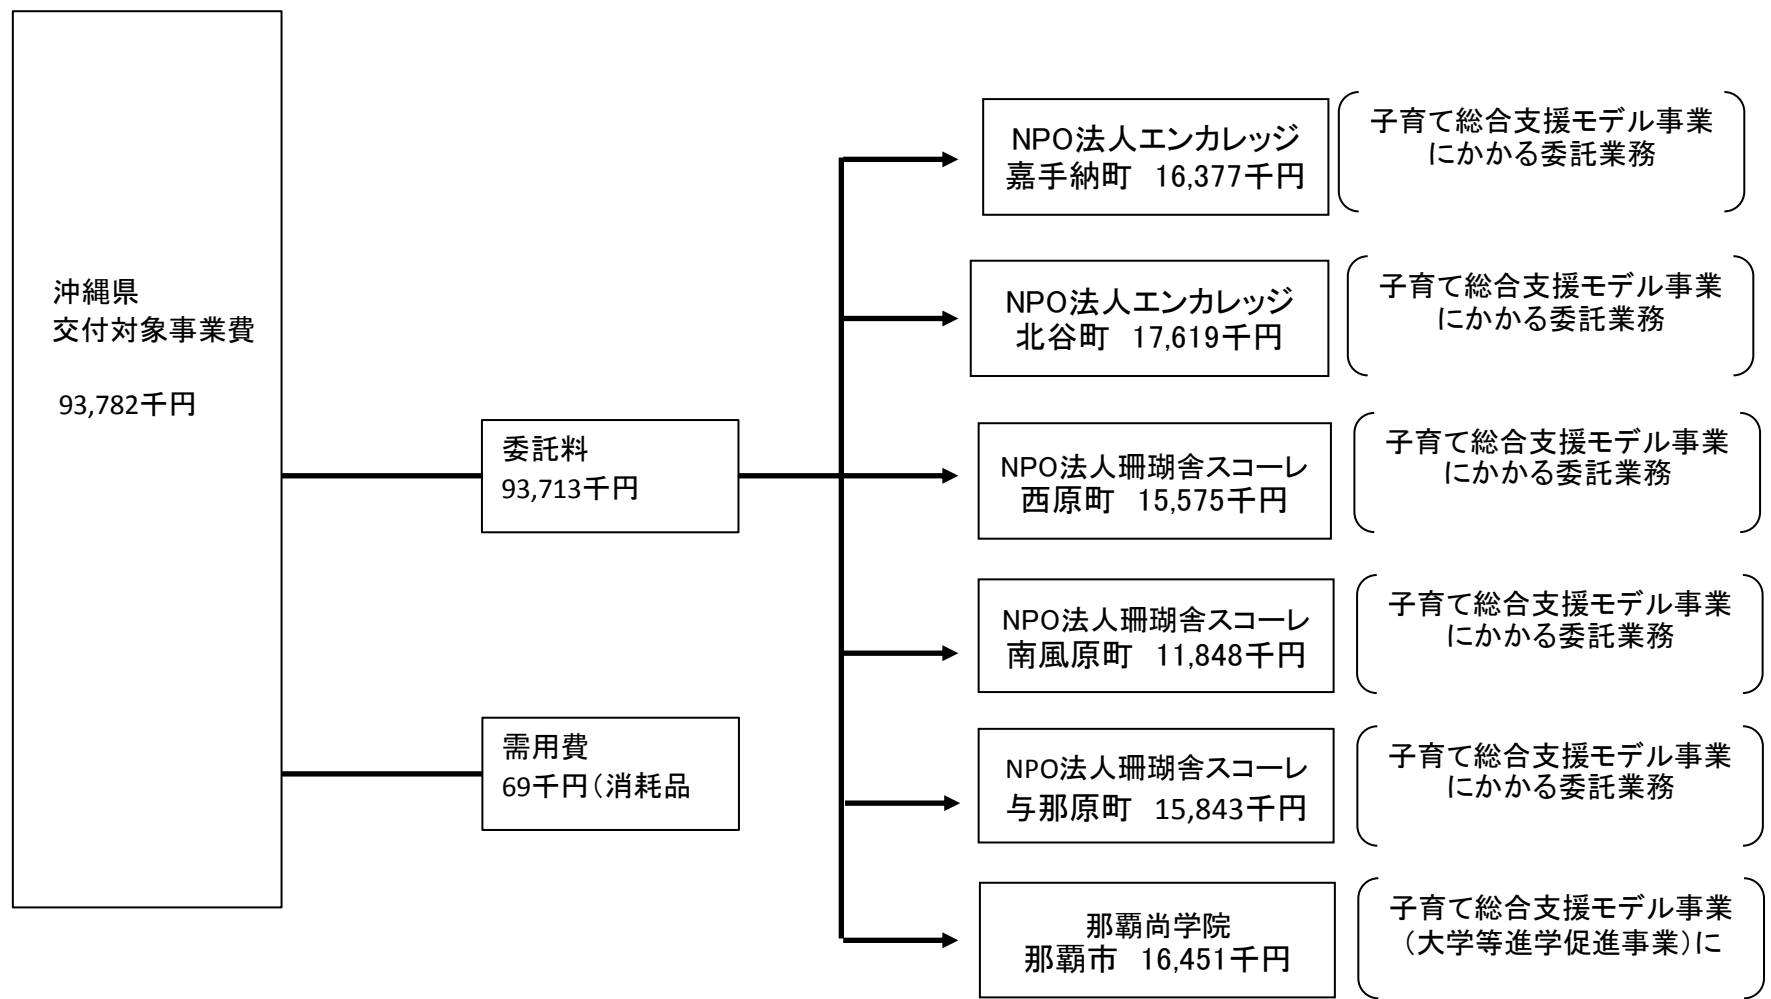 沖縄県
交付対象事業費
93,782千円
委託料
93,713千円
需用費
69千円（消耗品
NPO法人エンカレッジ
嘉手納町　16,377千円
子育て総合支援モデル事業
にかかる委託業務
NPO法人エンカレッジ
北谷町　17,619千円
子育て総合支援モデル事業
にかかる委託業務
NPO法人珊瑚舎スコーレ
西原町　15,575千円
子育て総合支援モデル事業
にかかる委託業務
NPO法人珊瑚舎スコーレ
南風原町　11,848千円
子育て総合支援モデル事業
にかかる委託業務
NPO法人珊瑚舎スコーレ
与那原町　15,843千円
子育て総合支援モデル事業
にかかる委託業務
那覇尚学院
那覇市　16,451千円
子育て総合支援モデル事業
（大学等進学促進事業）に